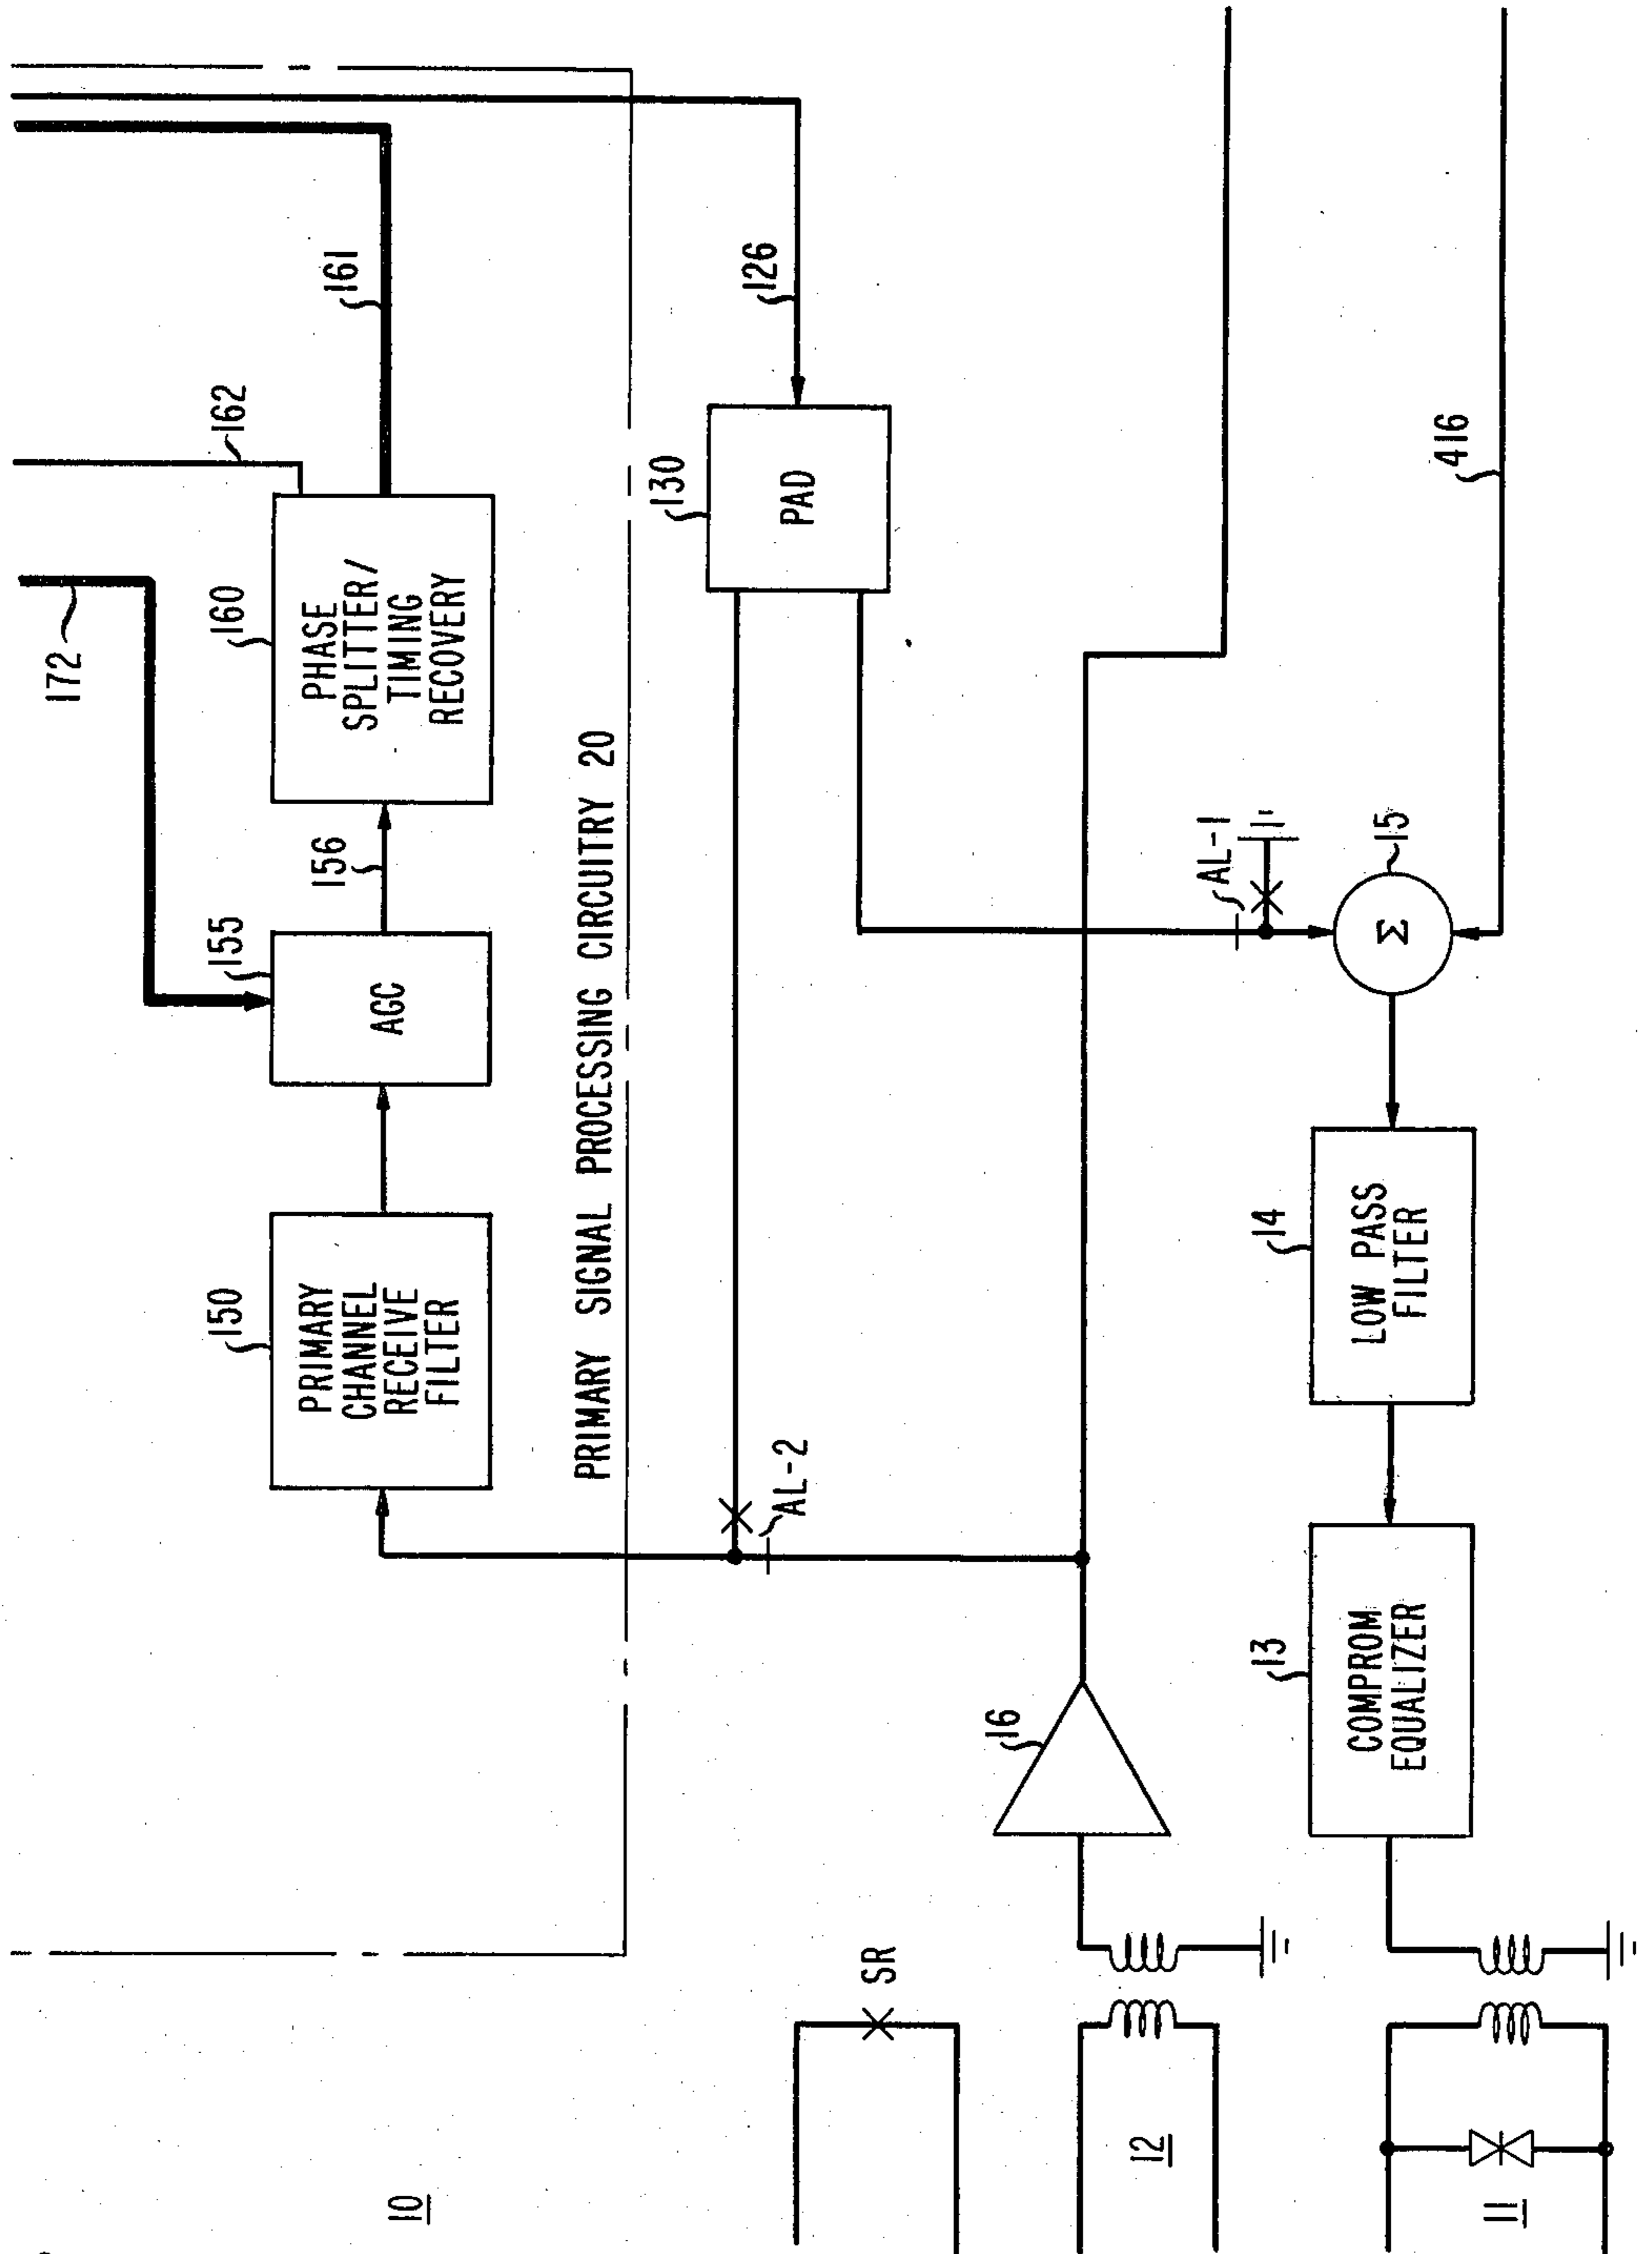 172
150
PRIMARY
CHANNEL
RECEIVE
FILTER
155
AGC
156
160
PHASE
SPLITTER/
TIMING
RECOVERY
162
161
10
PRIMARY SIGNAL PROCESSING CIRCUITRY 20
130
PAD
126
AL-2
SR
16
12
AL-1
13
COMPROM
EQUALIZER
14
LOW PASS
FILTER
Σ
15
416
11